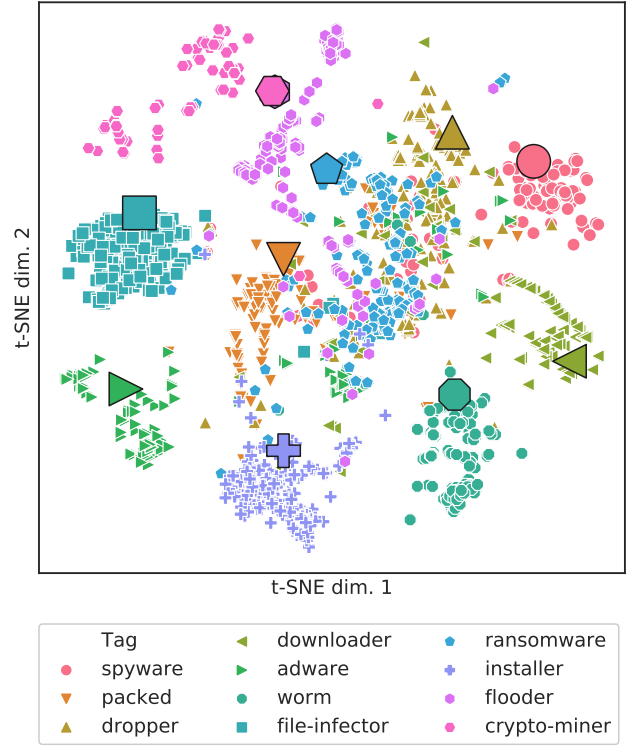 t-SNE dim. 2
t-SNE dim. 1
Tag
spyware
packed
dropper
downloader
adware
worm
file-infector
ransomware
installer
flooder
crypto-miner